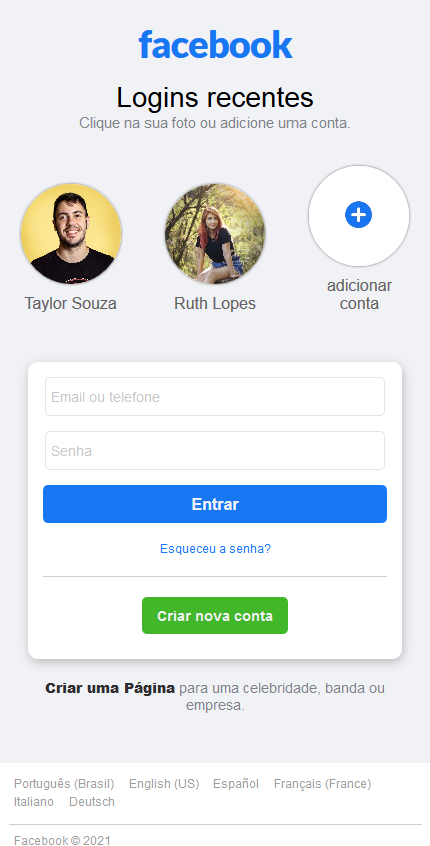 facebook
Logins recentes
Clique na sua foto ou adicione uma conta.
Taylor Souza
Ruth Lopes
adicionar
conta
Email ou telefone
Senha
Entrar
Esqueceu a senha?
Criar nova conta
Criar uma Página para uma celebridade, banda ou
empresa.
Português (Brasil) English (US) Español Français (France)
Italiano Deutsch
Facebook © 2021